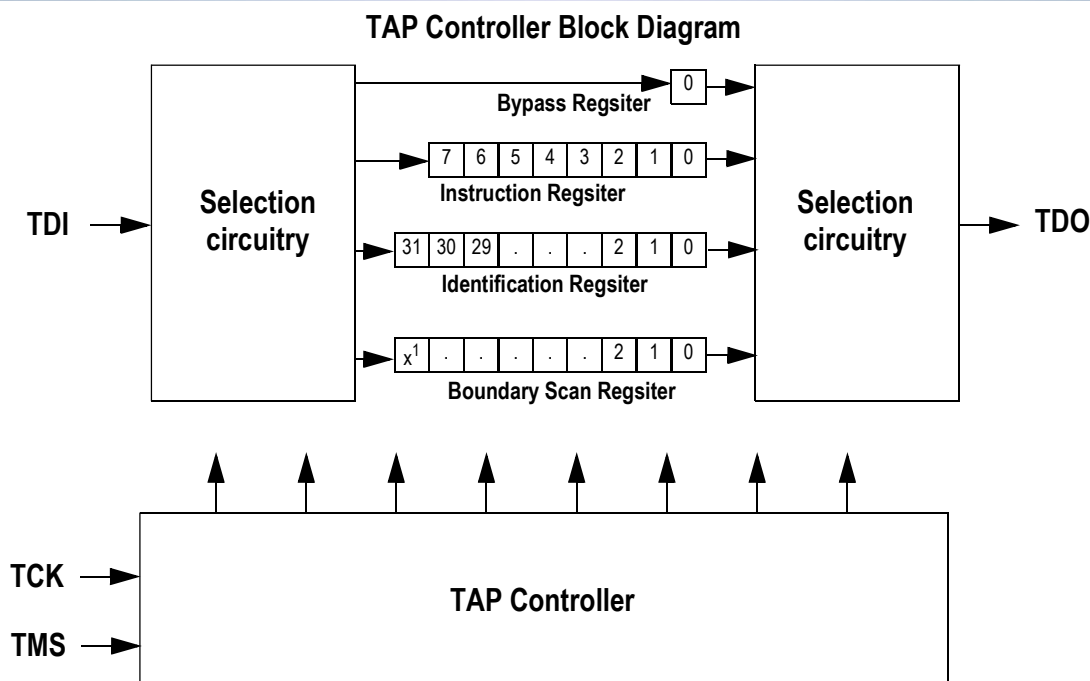 TAP Controller Block Diagram
0
Bypass Regsiter
7 6 5 4 3 2 1 0
Instruction Regsiter
Selection
circuitry
Selection
circuitry
TDI
TDO
31 30 29 . . . 2 1 0
Identification Regsiter
x¹ . . . . . 2 1 0
Boundary Scan Regsiter
TCK
TAP Controller
TMS